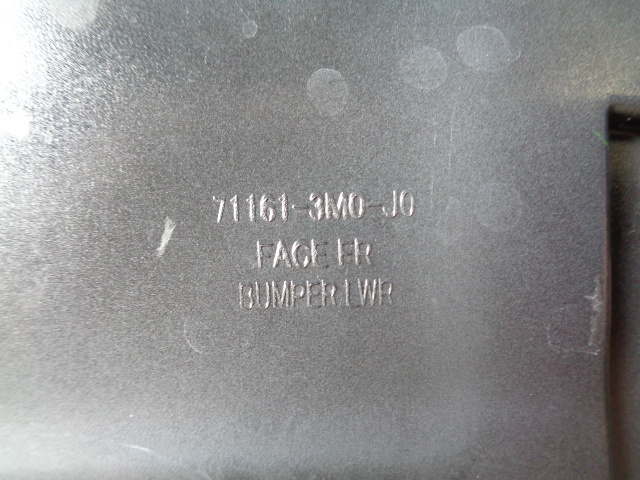 71161-3M0-J0
FACE FR
BUMPER LWR